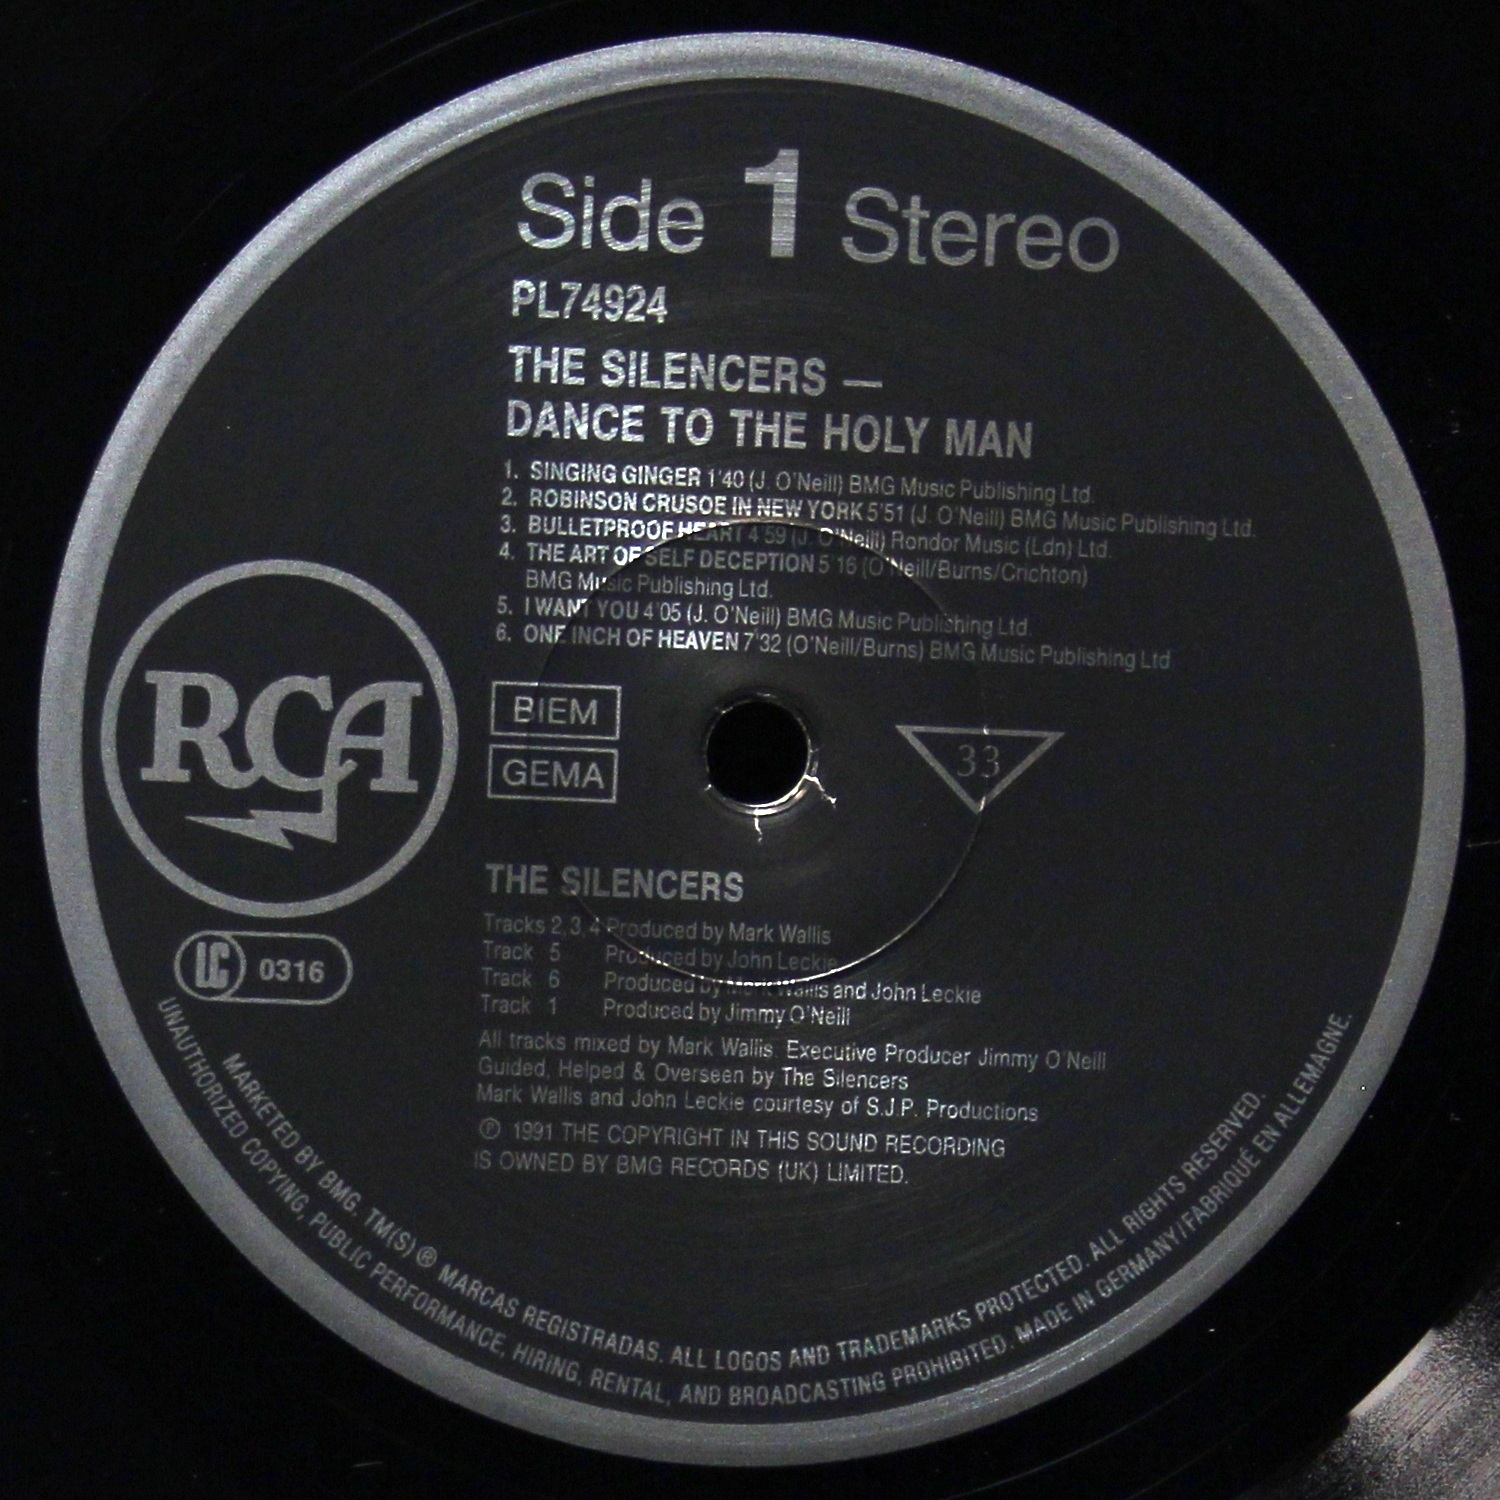 Side 1 Stereo
PL74924
THE SILENCERS —
DANCE TO THE HOLY MAN
1. SINGING GINGER 1'40 (J. O'Neill) BMG Music Publishing Ltd.
2. ROBINSON CRUSOE IN NEW YORK 5'51 (J. O'Neill) BMG Music Publishing Ltd.
3. BULLETPROOF HEART 4'59 (J. O'Neill) Rondor Music (Ldn) Ltd.
4. THE ART OF SELF DECEPTION 5'16 (O'Neill/Burns/Crichton)
BMG Music Publishing Ltd.
5. I WANT YOU 4'05 (J. O'Neill) BMG Music Publishing Ltd.
6. ONE INCH OF HEAVEN 7'32 (O'Neill/Burns) BMG Music Publishing Ltd
RCA
BIEM
GEMA
33
THE SILENCERS
LC 0316
Tracks 2,3,4 Produced by Mark Wallis
Track 5 Produced by John Leckie
Track 6 Produced by Mark Wallis and John Leckie
Track 1 Produced by Jimmy O'Neill
All tracks mixed by Mark Wallis. Executive Producer Jimmy O'Neill
Guided, Helped & Overseen by The Silencers
Mark Wallis and John Leckie courtesy of S.J.P. Productions
℗ 1991 THE COPYRIGHT IN THIS SOUND RECORDING
IS OWNED BY BMG RECORDS (UK) LIMITED.
MARKETED BY BMG. TM(S) ® MARCAS REGISTRADAS. ALL LOGOS AND TRADEMARKS PROTECTED. ALL RIGHTS RESERVED.
UNAUTHORIZED COPYING, PUBLIC PERFORMANCE, HIRING, RENTAL, AND BROADCASTING PROHIBITED. MADE IN GERMANY/FABRIQUÉ EN ALLEMAGNE.